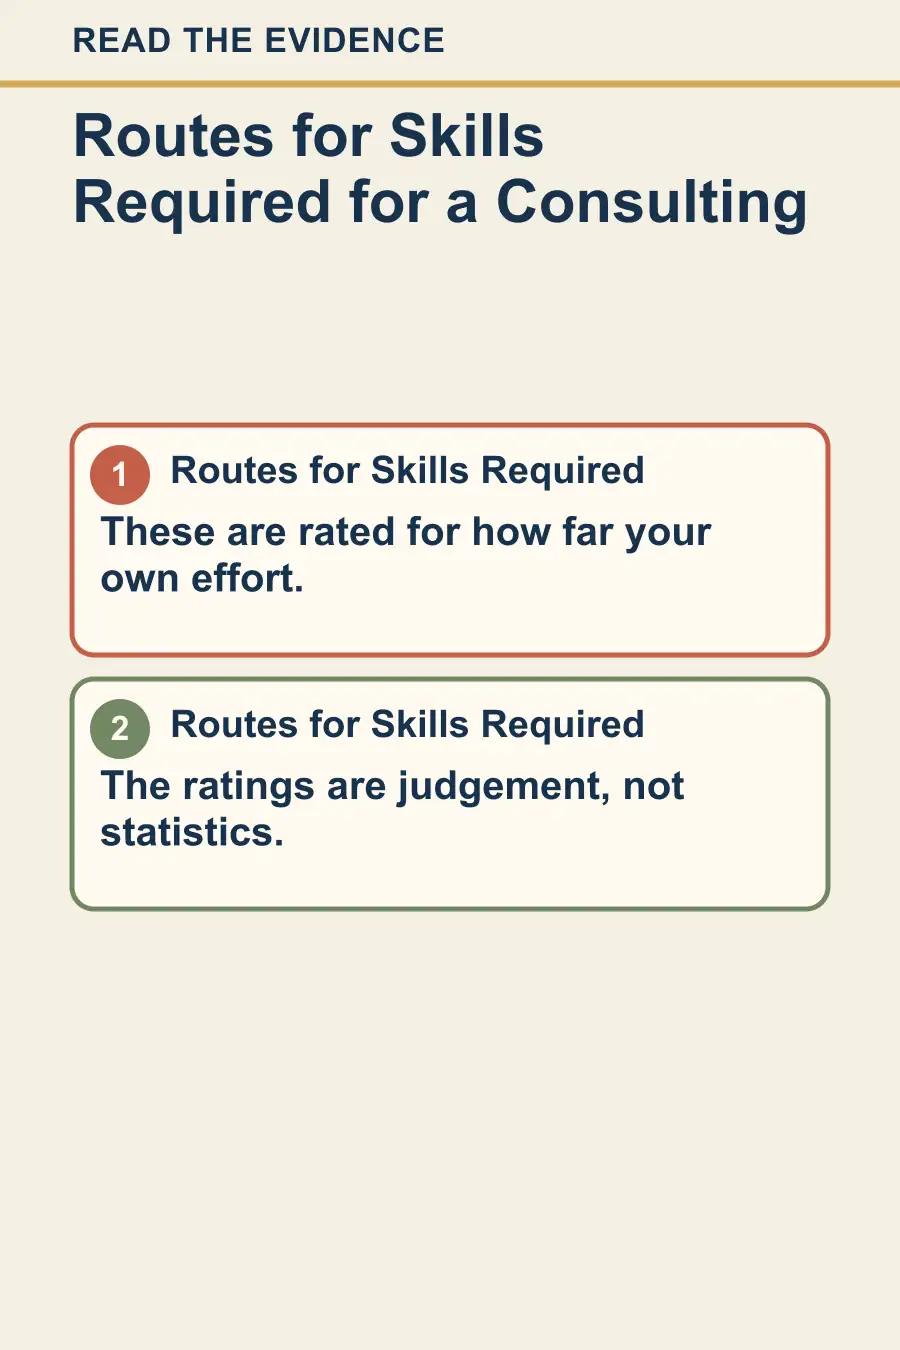 READ THE EVIDENCE
Routes for Skills
Required for a Consulting
1 Routes for Skills Required
These are rated for how far your
own effort.
2 Routes for Skills Required
The ratings are judgement, not
statistics.